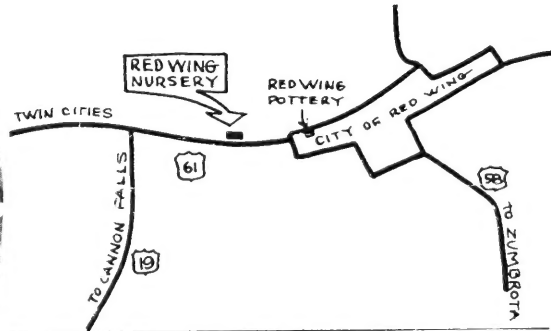 RED WING
NURSERY
RED WING
POTTERY
TWIN CITIES
CITY OF RED WING
61
58
TO CANNON FALLS
19
TO ZUMBROTA